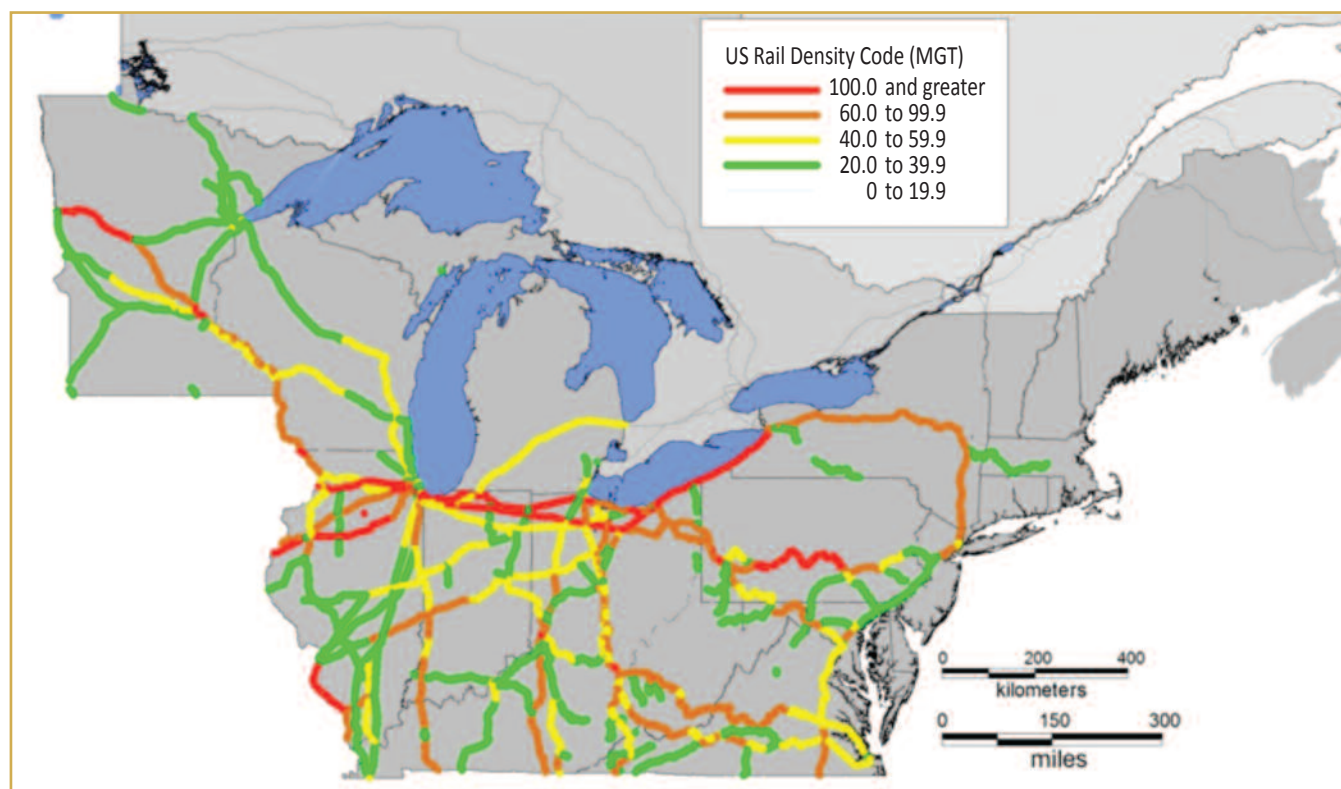 US Rail Density Code (MGT)
100.0 and greater
60.0 to 99.9
40.0 to 59.9
20.0 to 39.9
0 to 19.9
0 200 400
kilometers
0 150 300
miles